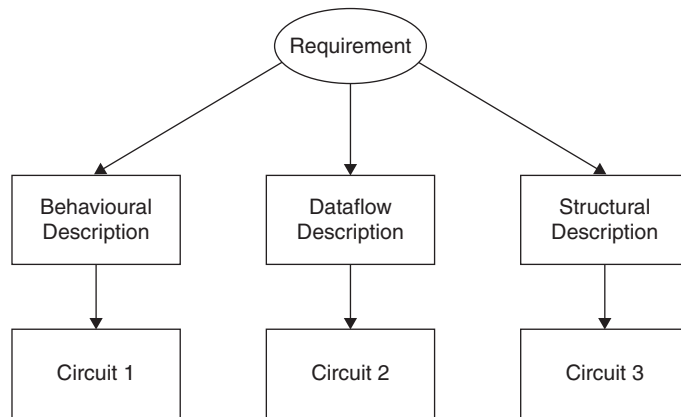 Requirement
Behavioural
Description
Dataflow
Description
Structural
Description
Circuit 1
Circuit 2
Circuit 3